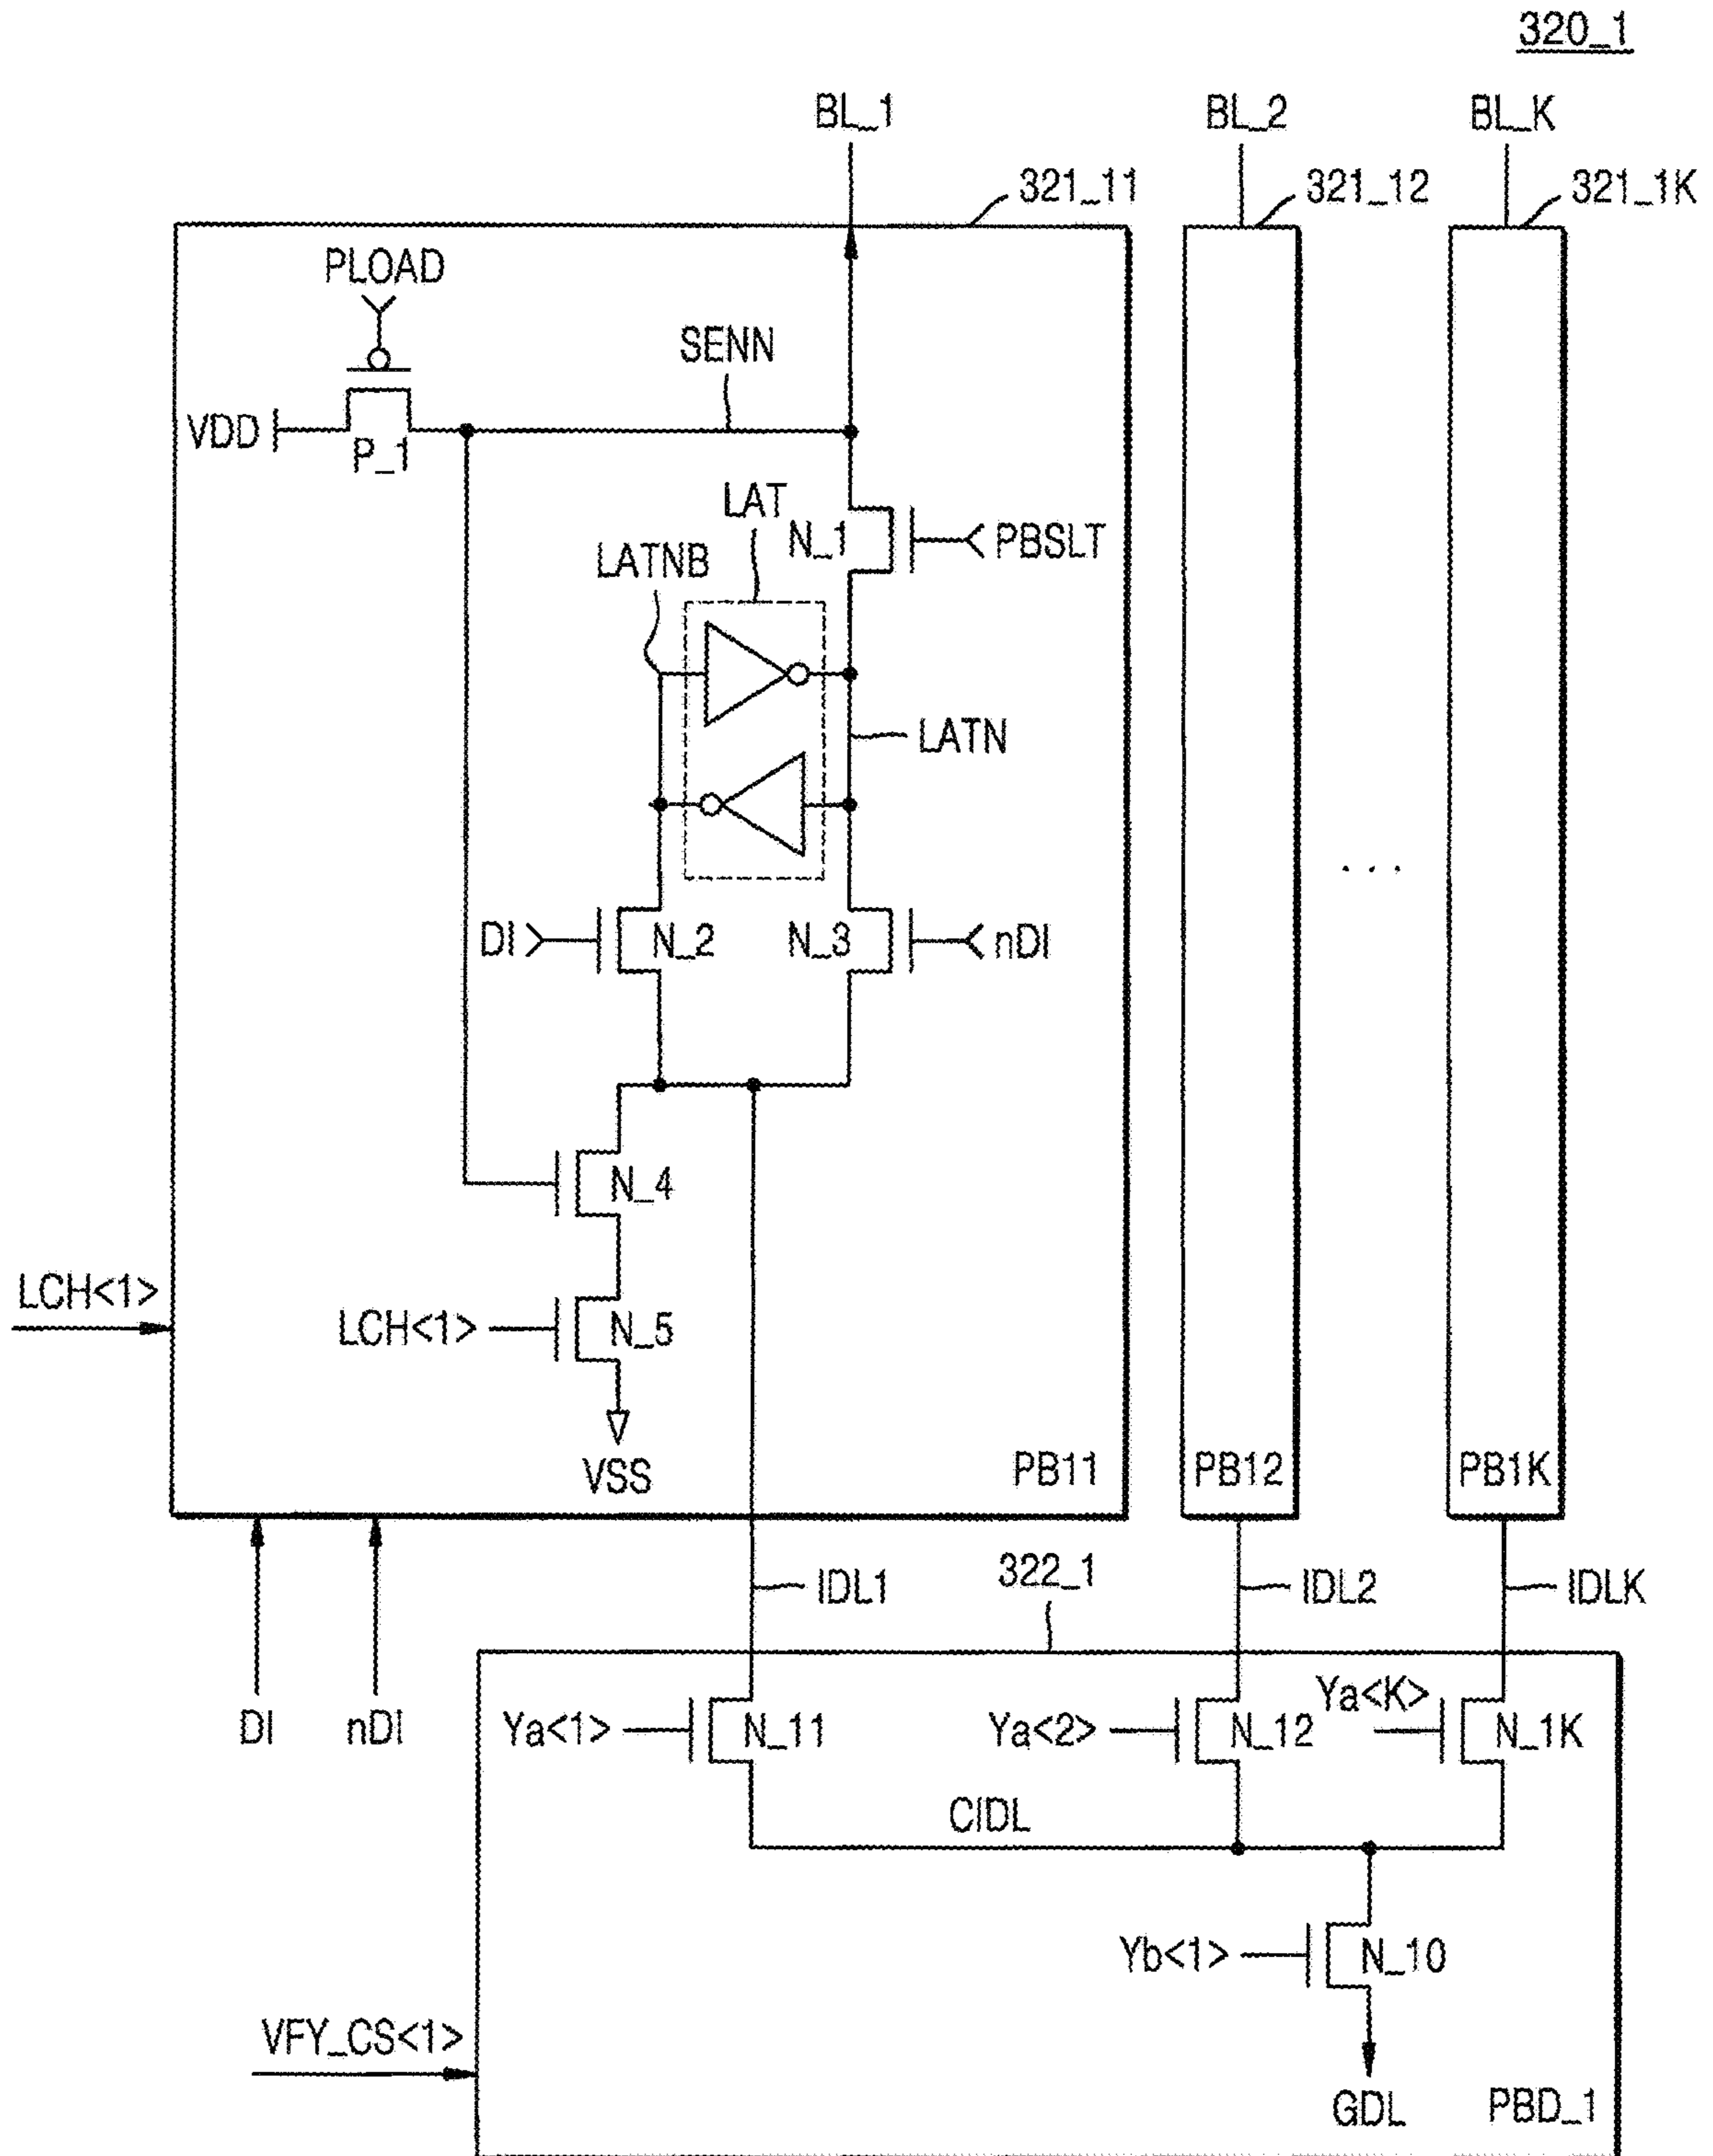 320_1
BL_1
BL_2
BL_K
321_11
321_12
321_1K
PLOAD
SENN
VDD
P_1
LAT
N_1
PBSLT
LATNB
LATN
DI
N_2
N_3
nDI
. . .
N_4
LCH<1>
LCH<1>
N_5
VSS
PB11
PB12
PB1K
322_1
IDL1
IDL2
IDLK
DI
nDI
Ya<1>
N_11
Ya<2>
N_12
Ya<K>
N_1K
CIDL
Yb<1>
N_10
VFY_CS<1>
GDL
PBD_1